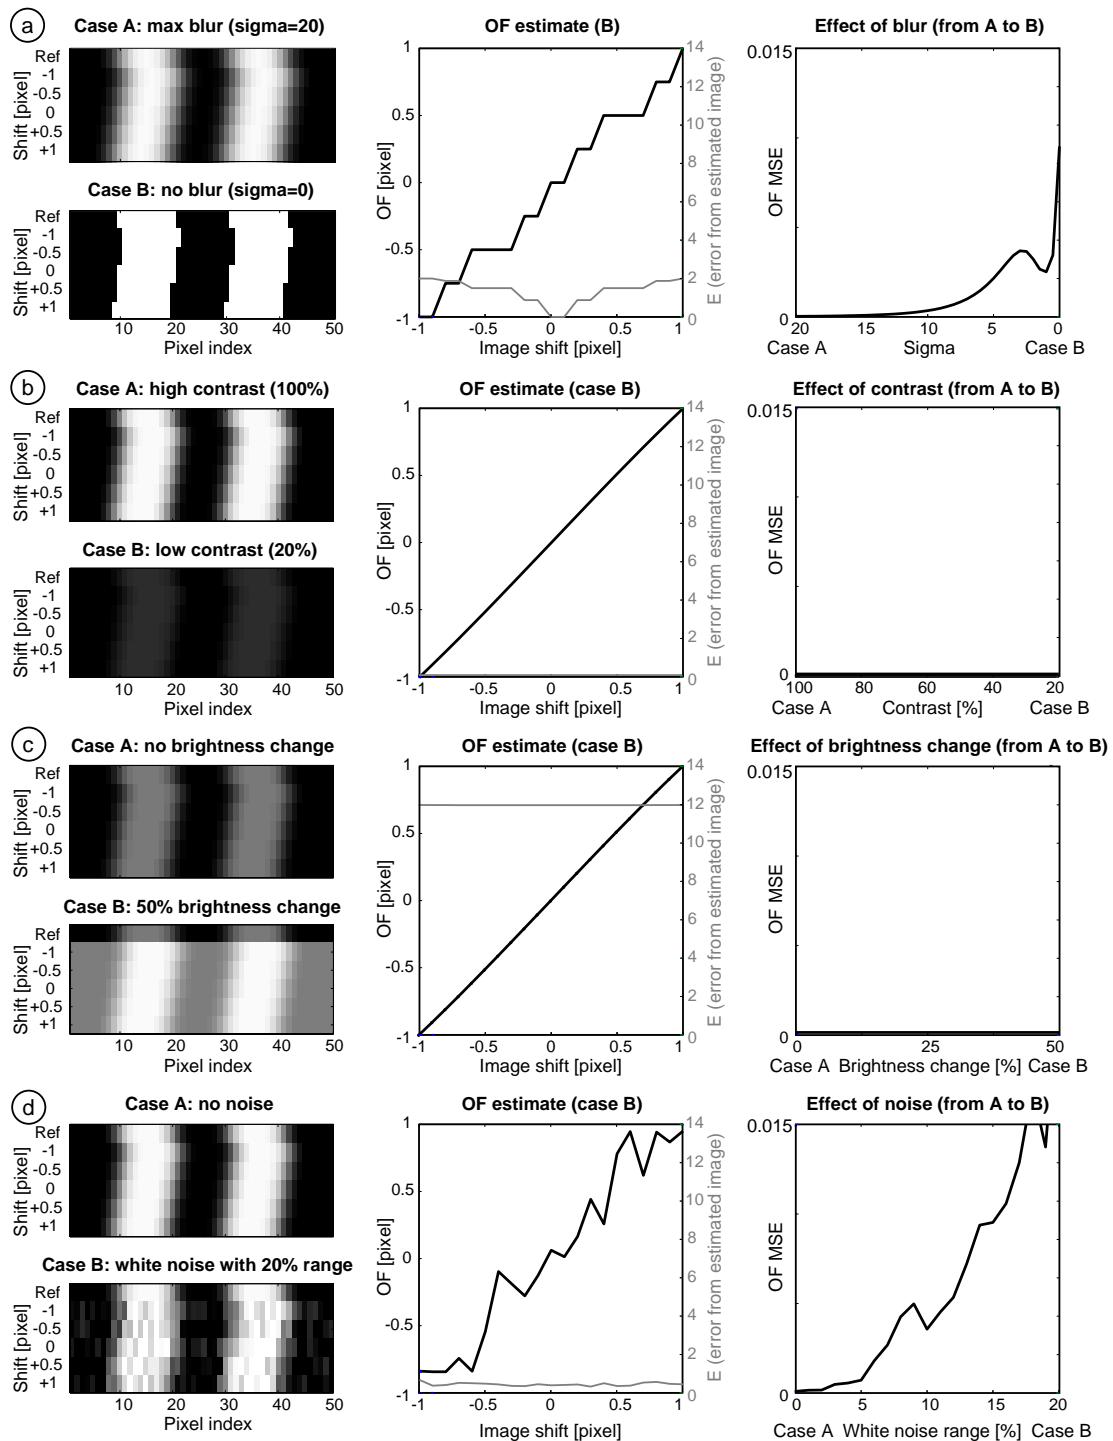 a
Case A: max blur (sigma=20)
Ref
-1
-0.5
0
+0.5
+1
Shift [pixel]
Case B: no blur (sigma=0)
Ref
-1
-0.5
0
+0.5
+1
Shift [pixel]
10 20 30 40 50
Pixel index
OF estimate (B)
1
0.5
0
-0.5
-1
OF [pixel]
14
12
10
8
6
4
2
0
E (error from estimated image)
-1 -0.5 0 0.5 1
Image shift [pixel]
Effect of blur (from A to B)
0.015
0
OF MSE
20 15 10 5 0
Case A Sigma Case B
b
Case A: high contrast (100%)
Ref
-1
-0.5
0
+0.5
+1
Shift [pixel]
Case B: low contrast (20%)
Ref
-1
-0.5
0
+0.5
+1
Shift [pixel]
10 20 30 40 50
Pixel index
OF estimate (case B)
1
0.5
0
-0.5
-1
OF [pixel]
14
12
10
8
6
4
2
0
E (error from estimated image)
-1 -0.5 0 0.5 1
Image shift [pixel]
Effect of contrast (from A to B)
0.015
0
OF MSE
100 80 60 40 20
Case A Contrast [%] Case B
c
Case A: no brightness change
Ref
-1
-0.5
0
+0.5
+1
Shift [pixel]
Case B: 50% brightness change
Ref
-1
-0.5
0
+0.5
+1
Shift [pixel]
10 20 30 40 50
Pixel index
OF estimate (case B)
1
0.5
0
-0.5
-1
OF [pixel]
14
12
10
8
6
4
2
0
E (error from estimated image)
-1 -0.5 0 0.5 1
Image shift [pixel]
Effect of brightness change (from A to B)
0.015
0
OF MSE
0 25 50
Case A Brightness change [%] Case B
d
Case A: no noise
Ref
-1
-0.5
0
+0.5
+1
Shift [pixel]
Case B: white noise with 20% range
Ref
-1
-0.5
0
+0.5
+1
Shift [pixel]
10 20 30 40 50
Pixel index
OF estimate (case B)
1
0.5
0
-0.5
-1
OF [pixel]
14
12
10
8
6
4
2
0
E (error from estimated image)
-1 -0.5 0 0.5 1
Image shift [pixel]
Effect of noise (from A to B)
0.015
0
OF MSE
0 5 10 15 20
Case A White noise range [%] Case B